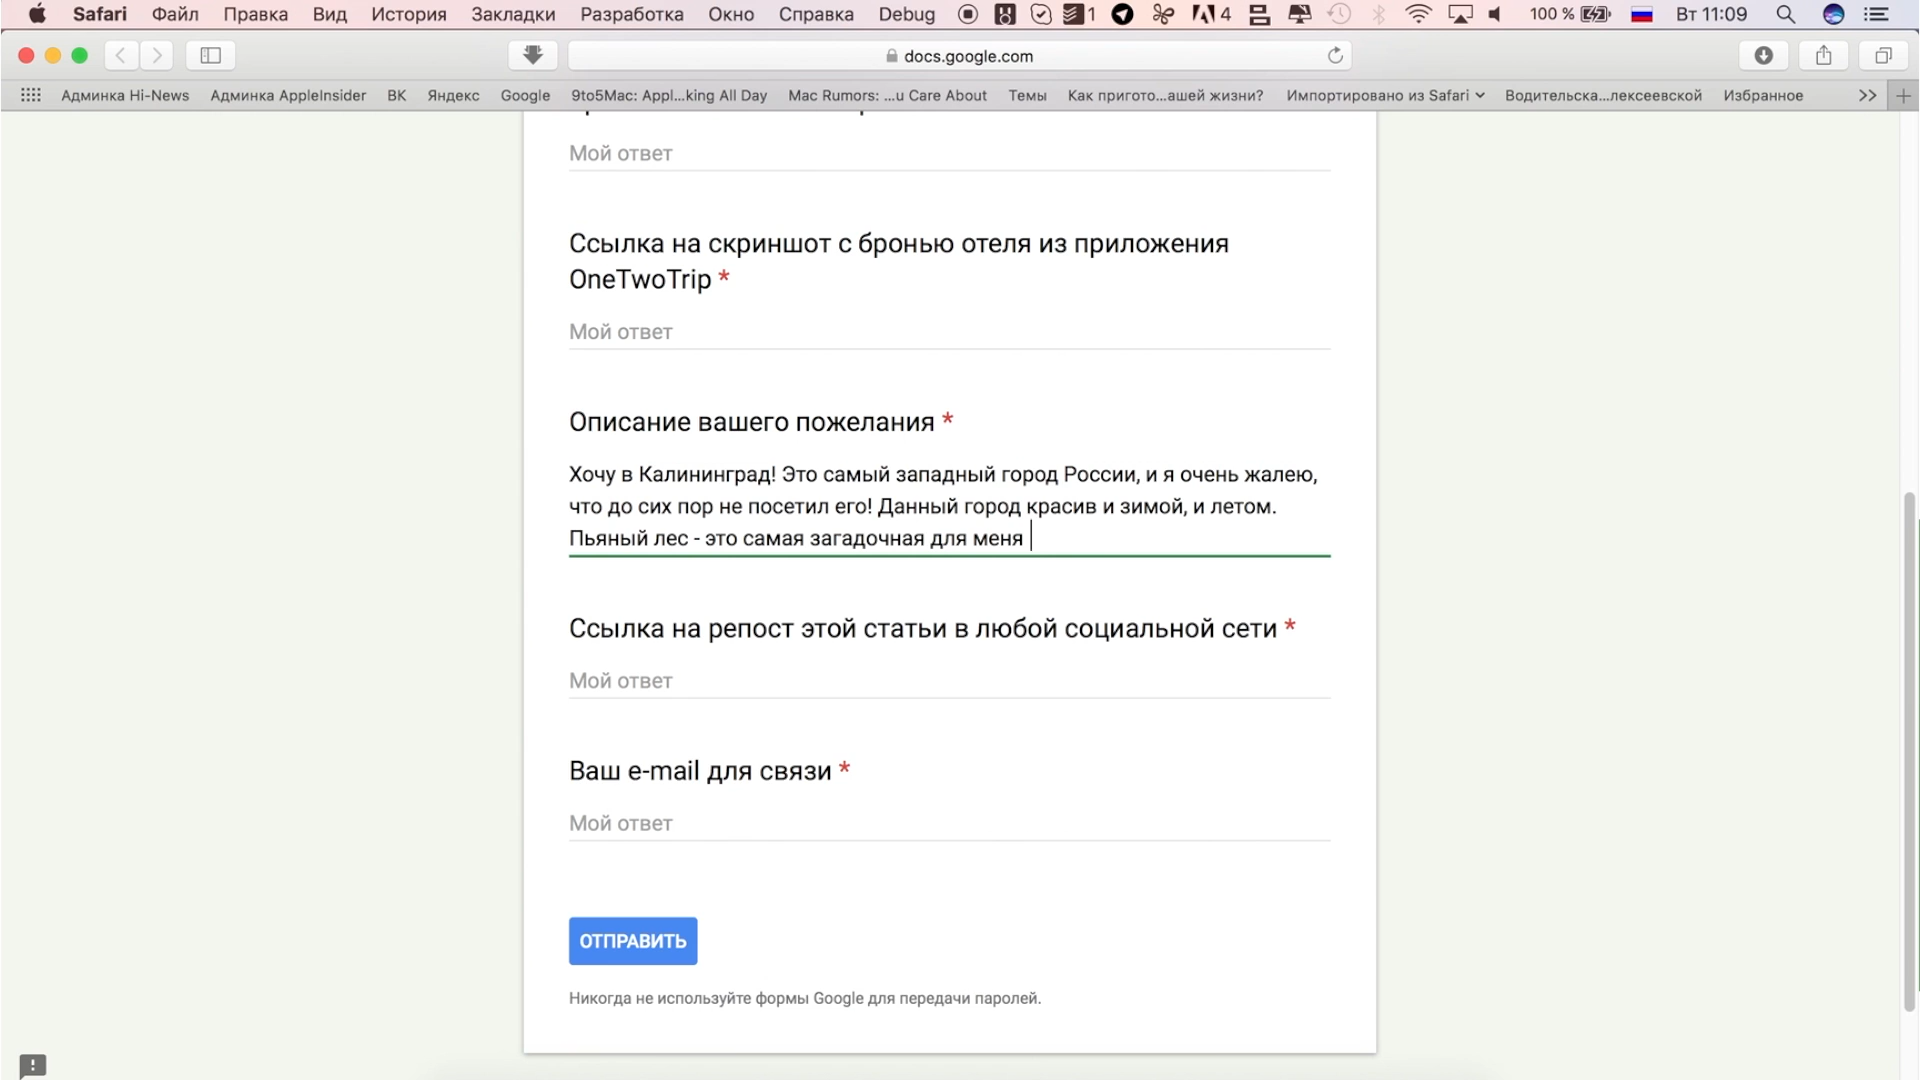 Safari Файл Правка Вид История Закладки Разработка Окно Справка Debug 1 4 100 % Вт 11:09
docs.google.com
Админка Hi-News Админка AppleInsider ВК Яндекс Google 9to5Mac: Appl...king All Day Mac Rumors: ...u Care About Темы Как пригото...ашей жизни? Импортировано из Safari Водительска...лексеевской Избранное >> +
Мой ответ
Ссылка на скриншот с бронью отеля из приложения
OneTwoTrip *
Мой ответ
Описание вашего пожелания *
Хочу в Калининград! Это самый западный город России, и я очень жалею,
что до сих пор не посетил его! Данный город красив и зимой, и летом.
Пьяный лес - это самая загадочная для меня
Ссылка на репост этой статьи в любой социальной сети *
Мой ответ
Ваш e-mail для связи *
Мой ответ
ОТПРАВИТЬ
Никогда не используйте формы Google для передачи паролей.